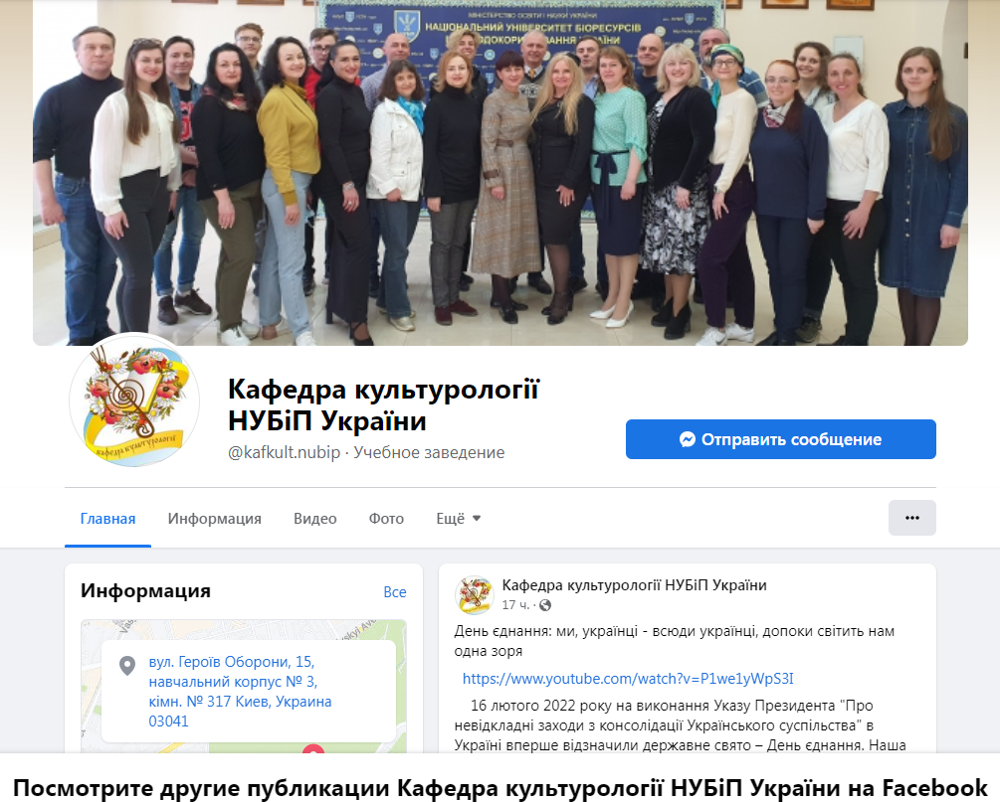 МІНІСТЕРСТВО ОСВІТИ І НАУКИ УКРАЇНИ
НАЦІОНАЛЬНИЙ УНІВЕРСИТЕТ БІОРЕСУРСІВ
УКРАЇНИ
кафедра культурології
Кафедра культурології
НУБіП України
@kafkult.nubip · Учебное заведение
Отправить сообщение
Главная
Информация
Видео
Фото
Ещё
Информация
Все
вул. Героїв Оборони, 15,
навчальний корпус № 3,
кімн. № 317 Киев, Украина
03041
Кафедра культурології НУБіП України
17 ч. ·
День єднання: ми, українці - всюди українці, допоки світить нам
одна зоря
https://www.youtube.com/watch?v=P1we1yWpS3I
16 лютого 2022 року на виконання Указу Президента "Про
невідкладні заходи з консолідації Українського суспільства" в
Україні вперше відзначили державне свято – День єднання. Наша
Посмотрите другие публикации Кафедра культурології НУБіП України на Facebook